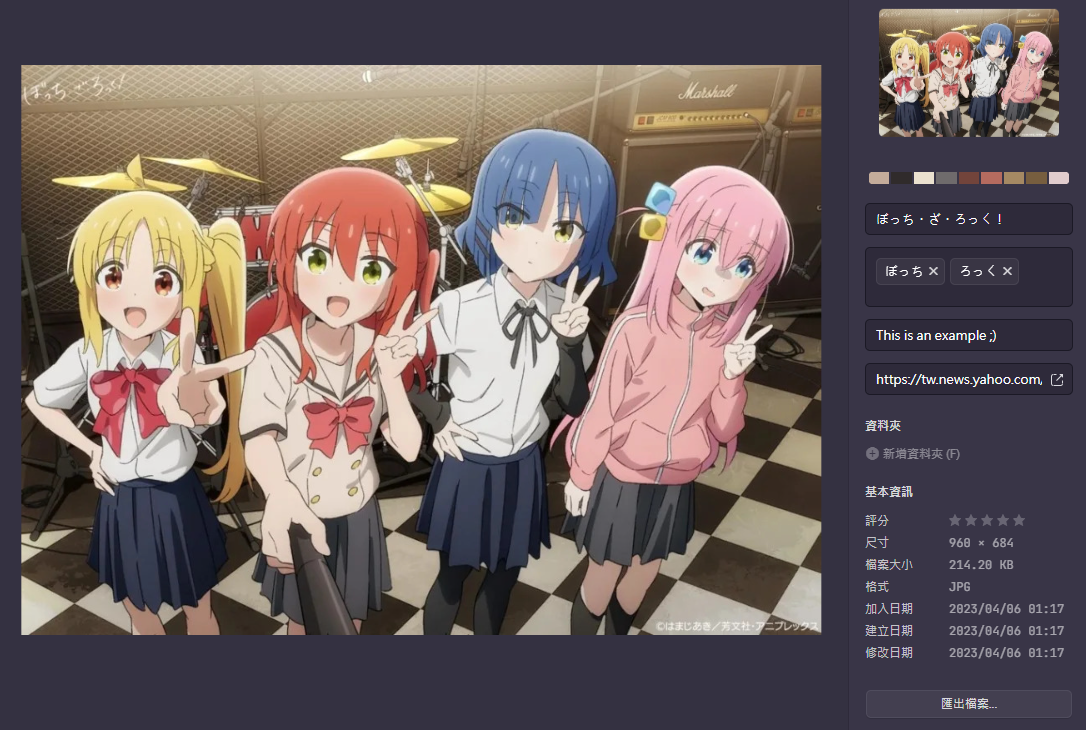 ぼっち・ざ・ろっく!
Marshall
©はまじあき/芳文社・アニプレックス
ぼっち・ざ・ろっく!
ぼっち
ろっく
This is an example ;)
https://tw.news.yahoo.com/
資料夾
新增資料夾 (F)
基本資訊
評分
尺寸 960 × 684
檔案大小 214.20 KB
格式 JPG
加入日期 2023/04/06 01:17
建立日期 2023/04/06 01:17
修改日期 2023/04/06 01:17
匯出檔案...